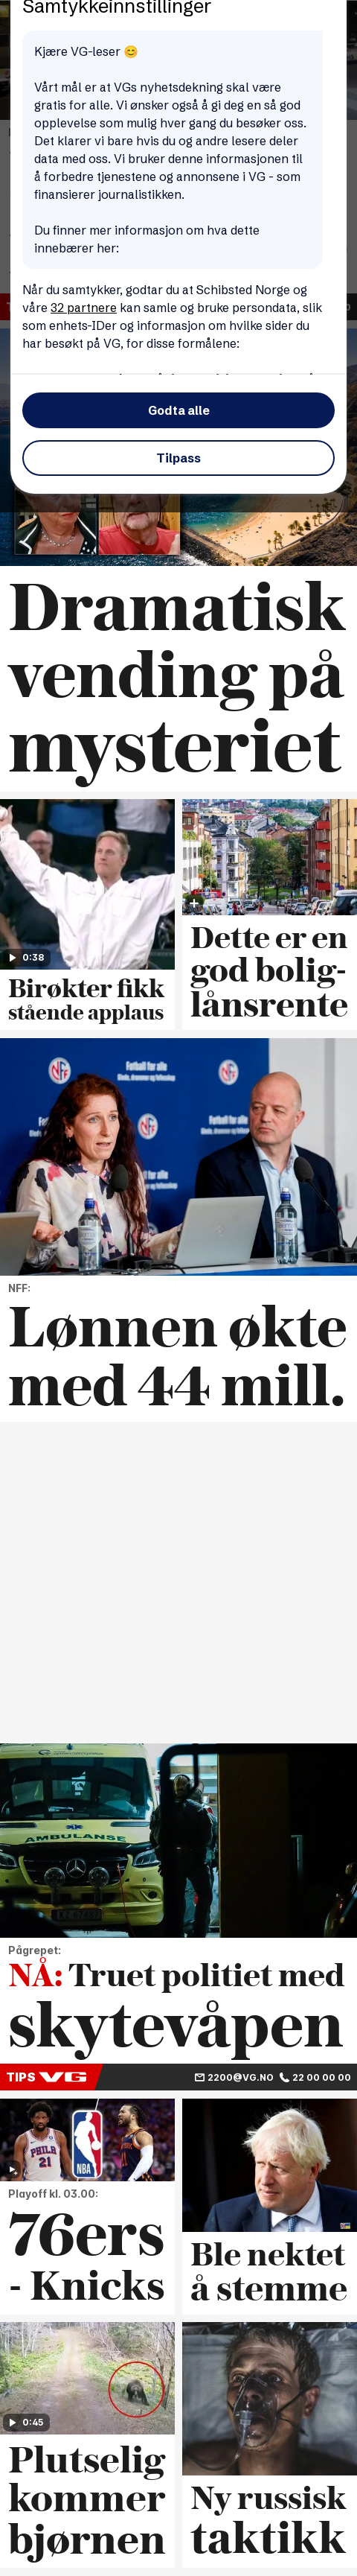 Samtykkeinnstillinger
Kjære VG-leser 😊
Vårt mål er at VGs nyhetsdekning skal være
gratis for alle. Vi ønsker også å gi deg en så god
opplevelse som mulig hver gang du besøker oss.
Det klarer vi bare hvis du og andre lesere deler
data med oss. Vi bruker denne informasjonen til
å forbedre tjenestene og annonsene i VG - som
finansierer journalistikken.
Du finner mer informasjon om hva dette
innebærer her:
Når du samtykker, godtar du at Schibsted Norge og
våre 32 partnere kan samle og bruke persondata, slik
som enhets-IDer og informasjon om hvilke sider du
har besøkt på VG, for disse formålene:
Godta alle
Tilpass
Dramatisk
vending på
mysteriet
0:38
Birøkter fikk
stående applaus
Dette er en
god bolig-
lånsrente
Fotball for alle
NFF:
Lønnen økte
med 44 mill.
AMBULANSE
Pågrepet:
NÅ: Truet politiet med
skytevåpen
TIPS VG
2200@VG.NO 22 00 00 00
PHILA
21
NBA
Playoff kl. 03.00:
76ers
- Knicks
Ble nektet
å stemme
0:45
Plutselig
kommer
bjørnen
Ny russisk
taktikk